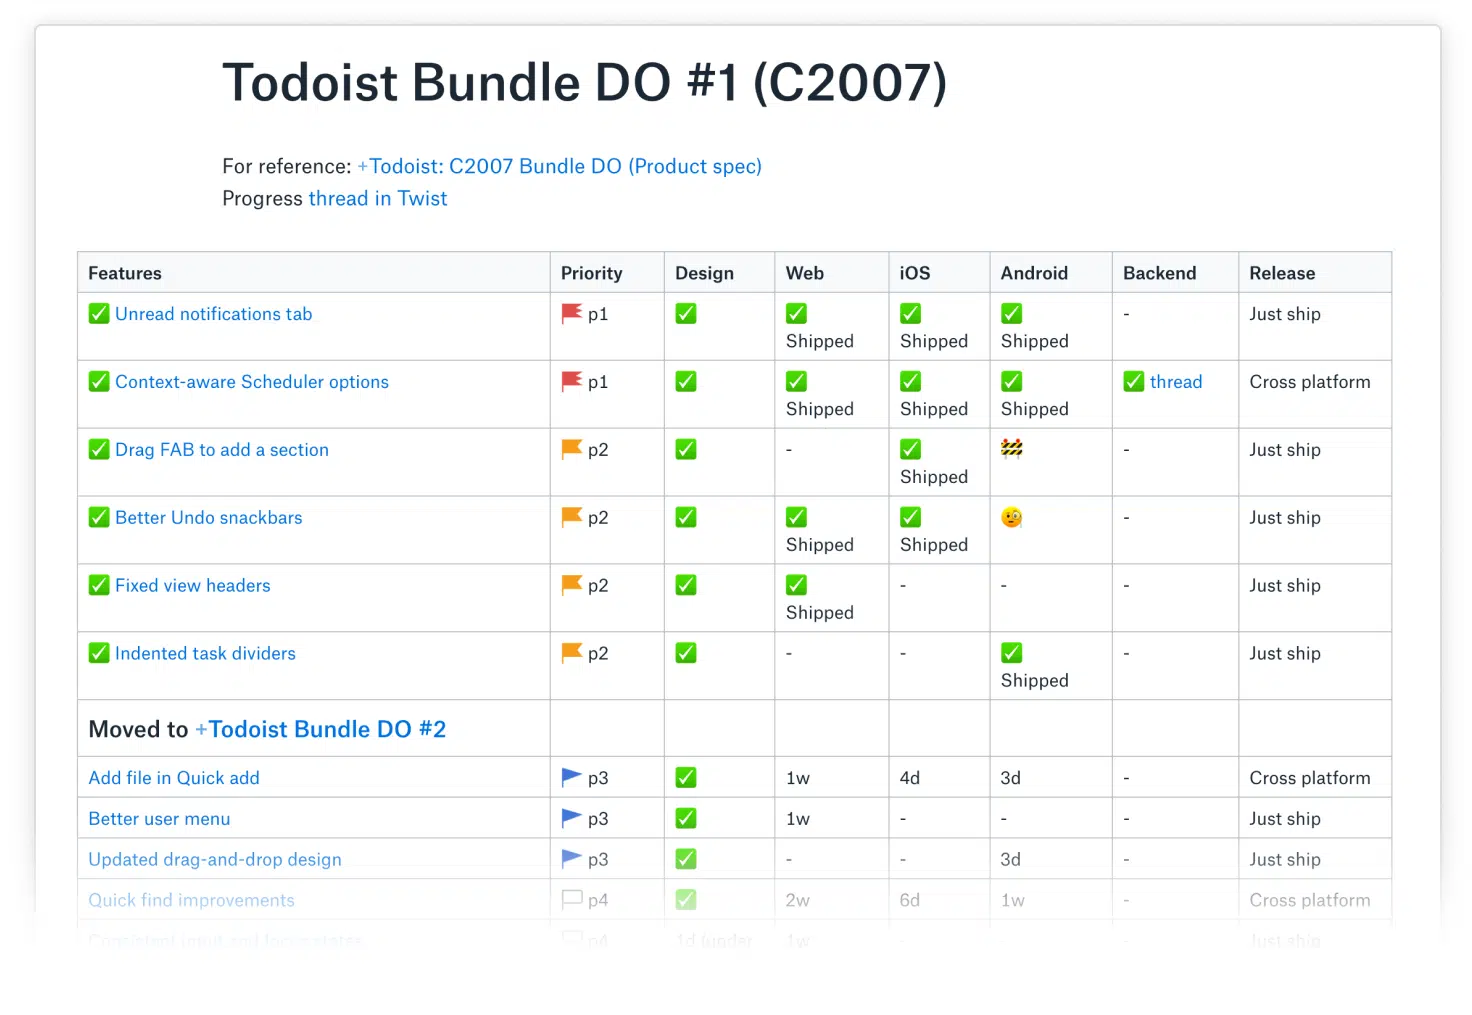 Todoist Bundle DO #1 (C2007)
For reference: +Todoist: C2007 Bundle DO (Product spec)
Progress thread in Twist
Features Priority Design Web iOS Android Backend Release
✅ Unread notifications tab p1 ✅ ✅ Shipped ✅ Shipped ✅ Shipped - Just ship
✅ Context-aware Scheduler options p1 ✅ ✅ Shipped ✅ Shipped ✅ Shipped ✅ thread Cross platform
✅ Drag FAB to add a section p2 ✅ - ✅ Shipped 🚧 - Just ship
✅ Better Undo snackbars p2 ✅ ✅ Shipped ✅ Shipped 🧐 - Just ship
✅ Fixed view headers p2 ✅ ✅ Shipped - - - Just ship
✅ Indented task dividers p2 ✅ - - ✅ Shipped - Just ship
Moved to +Todoist Bundle DO #2
Add file in Quick add p3 ✅ 1w 4d 3d - Cross platform
Better user menu p3 ✅ 1w - - - Just ship
Updated drag-and-drop design p3 ✅ - - 3d - Just ship
Quick find improvements p4 ✅ 2w 6d 1w - Cross platform
p4 1d (under 1w - - - Just ship